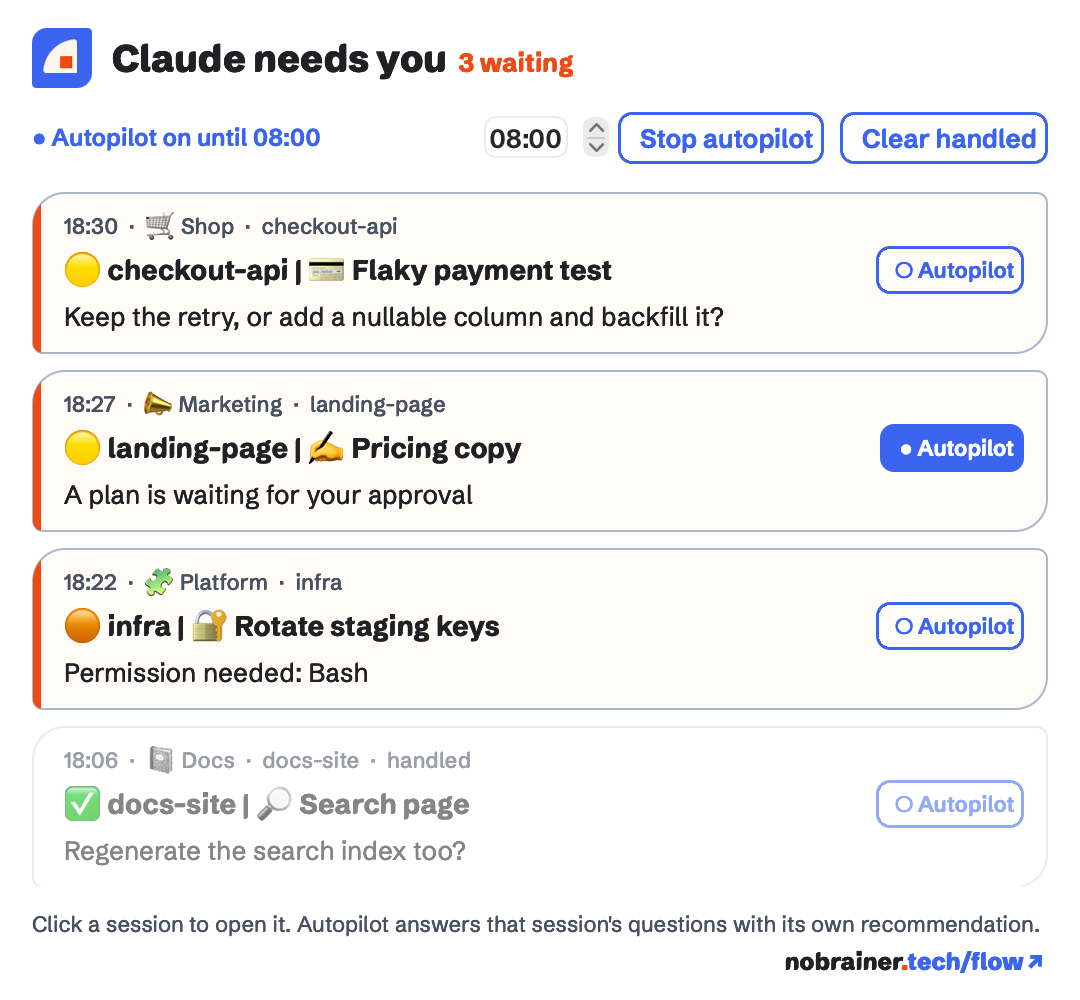 Claude needs you 3 waiting
Autopilot on until 08:00
08:00
Stop autopilot
Clear handled
18:30 · Shop · checkout-api
checkout-api | Flaky payment test
Autopilot
Keep the retry, or add a nullable column and backfill it?
18:27 · Marketing · landing-page
landing-page | Pricing copy
Autopilot
A plan is waiting for your approval
18:22 · Platform · infra
infra | Rotate staging keys
Autopilot
Permission needed: Bash
18:06 · Docs · docs-site · handled
docs-site | Search page
Autopilot
Regenerate the search index too?
Click a session to open it. Autopilot answers that session's questions with its own recommendation.
nobrainer.tech/flow